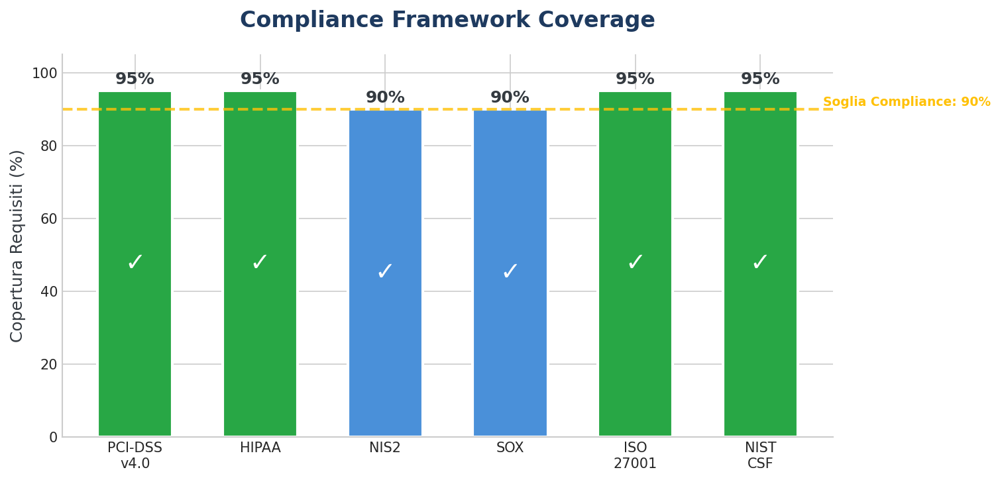 Compliance Framework Coverage
Copertura Requisiti (%)
100
80
60
40
20
0
95%
95%
90%
90%
95%
95%
Soglia Compliance: 90%
✓
✓
✓
✓
✓
✓
PCI-DSS
v4.0
HIPAA
NIS2
SOX
ISO
27001
NIST
CSF